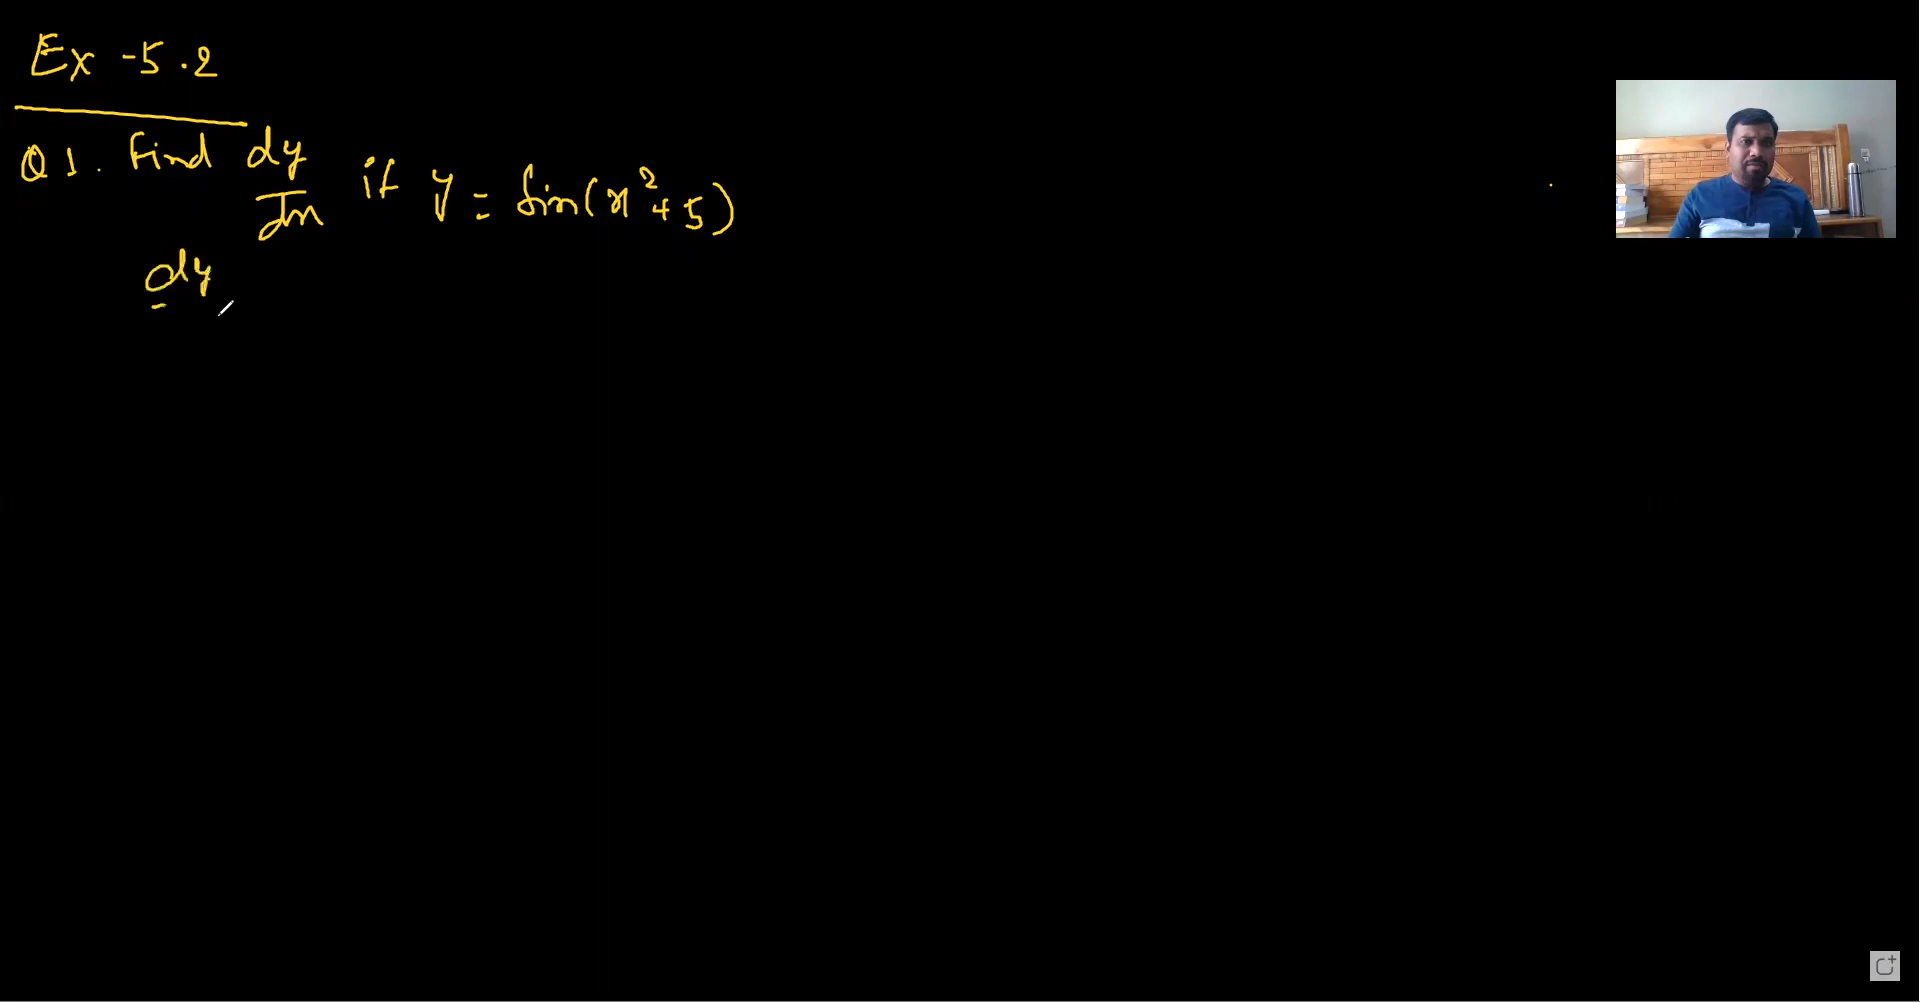 Ex - 5.2
Q1. Find dy/dx if y = sin(x²+5)
dy